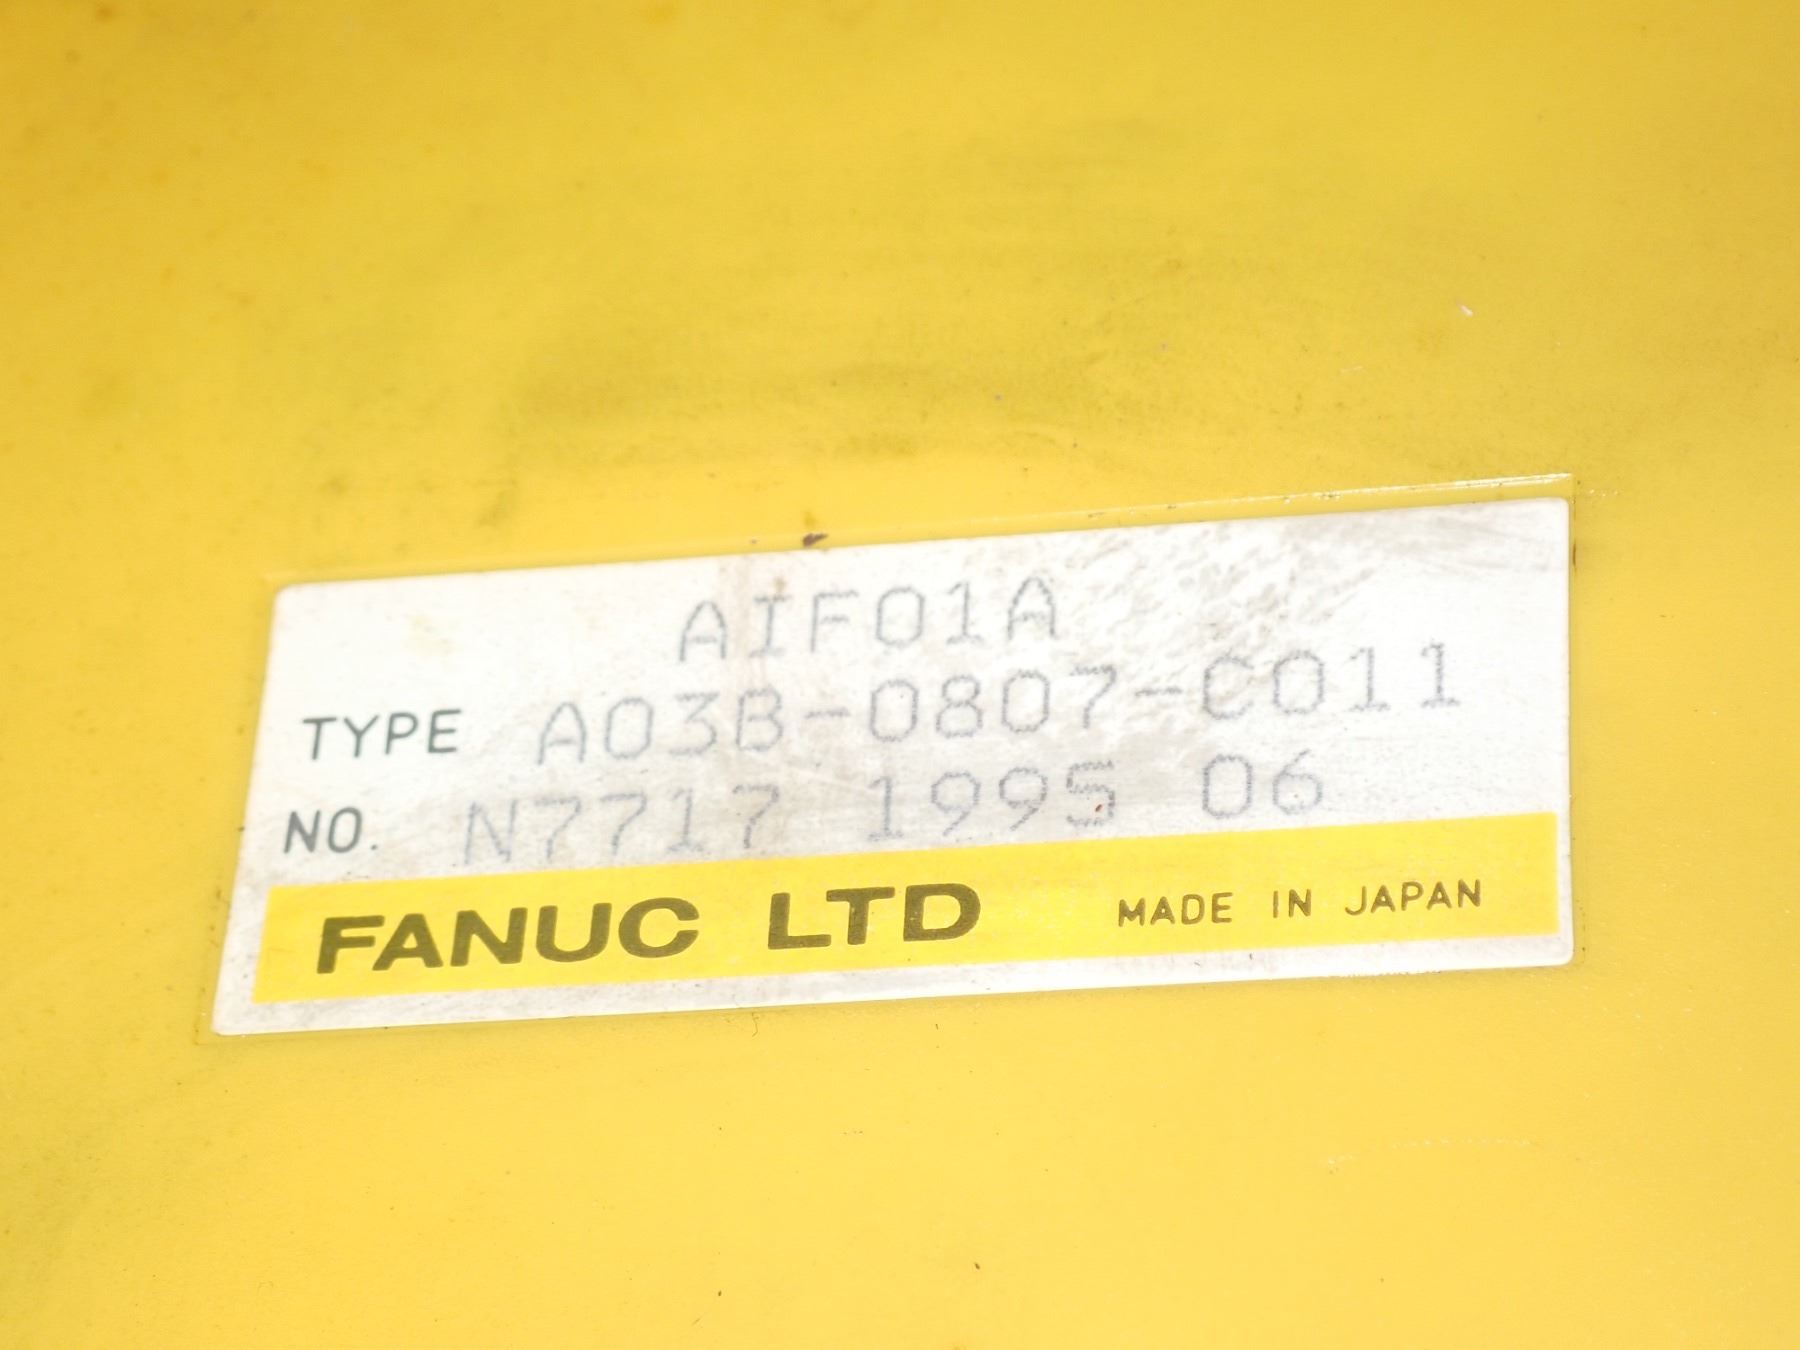 AIF01A
TYPE A03B-0807-C011
NO. N7717 1995 06
FANUC LTD MADE IN JAPAN